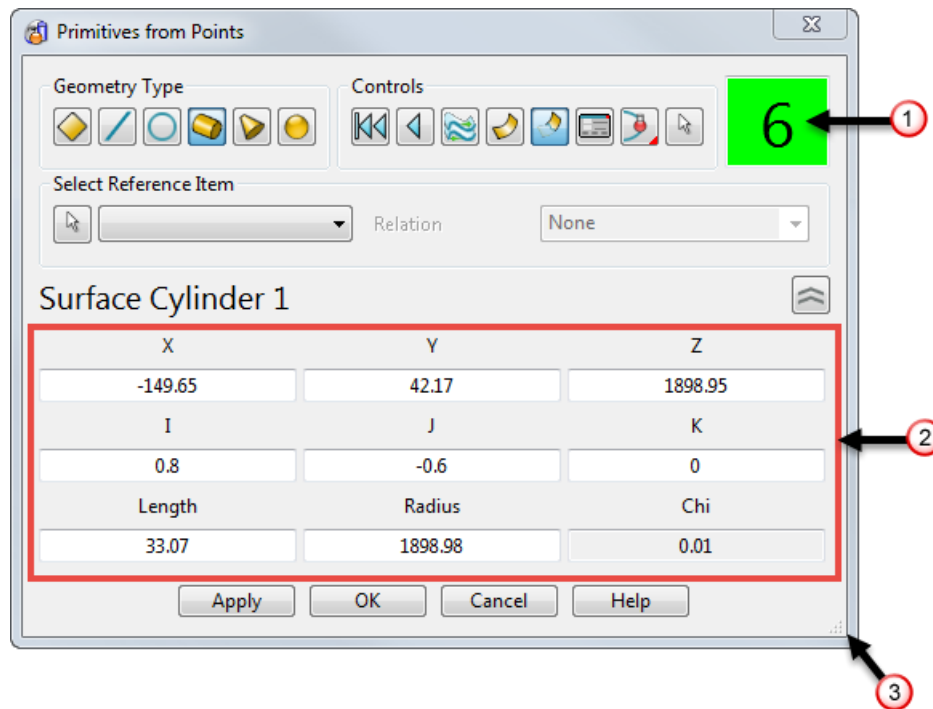 Primitives from Points
Geometry Type Controls
6
1
Select Reference Item
Relation None
Surface Cylinder 1
X Y Z
-149.65 42.17 1898.95
2
I J K
0.8 -0.6 0
Length Radius Chi
33.07 1898.98 0.01
Apply OK Cancel Help
3